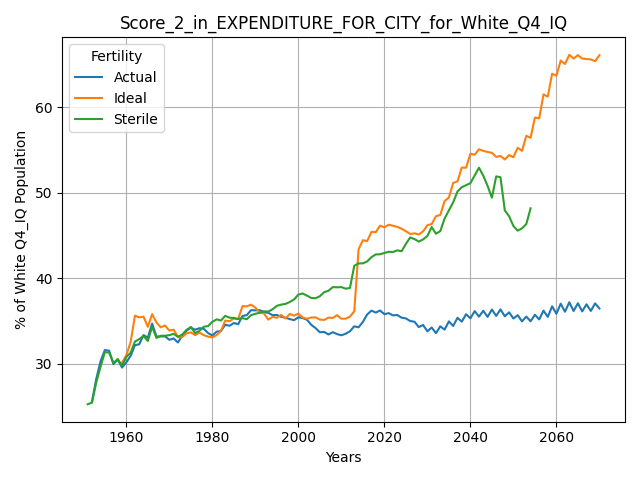 Score_2_in_EXPENDITURE_FOR_CITY_for_White_Q4_IQ
Fertility
Actual
Ideal
Sterile
% of White Q4_IQ Population
60
50
40
30
1960
1980
2000
2020
2040
2060
Years